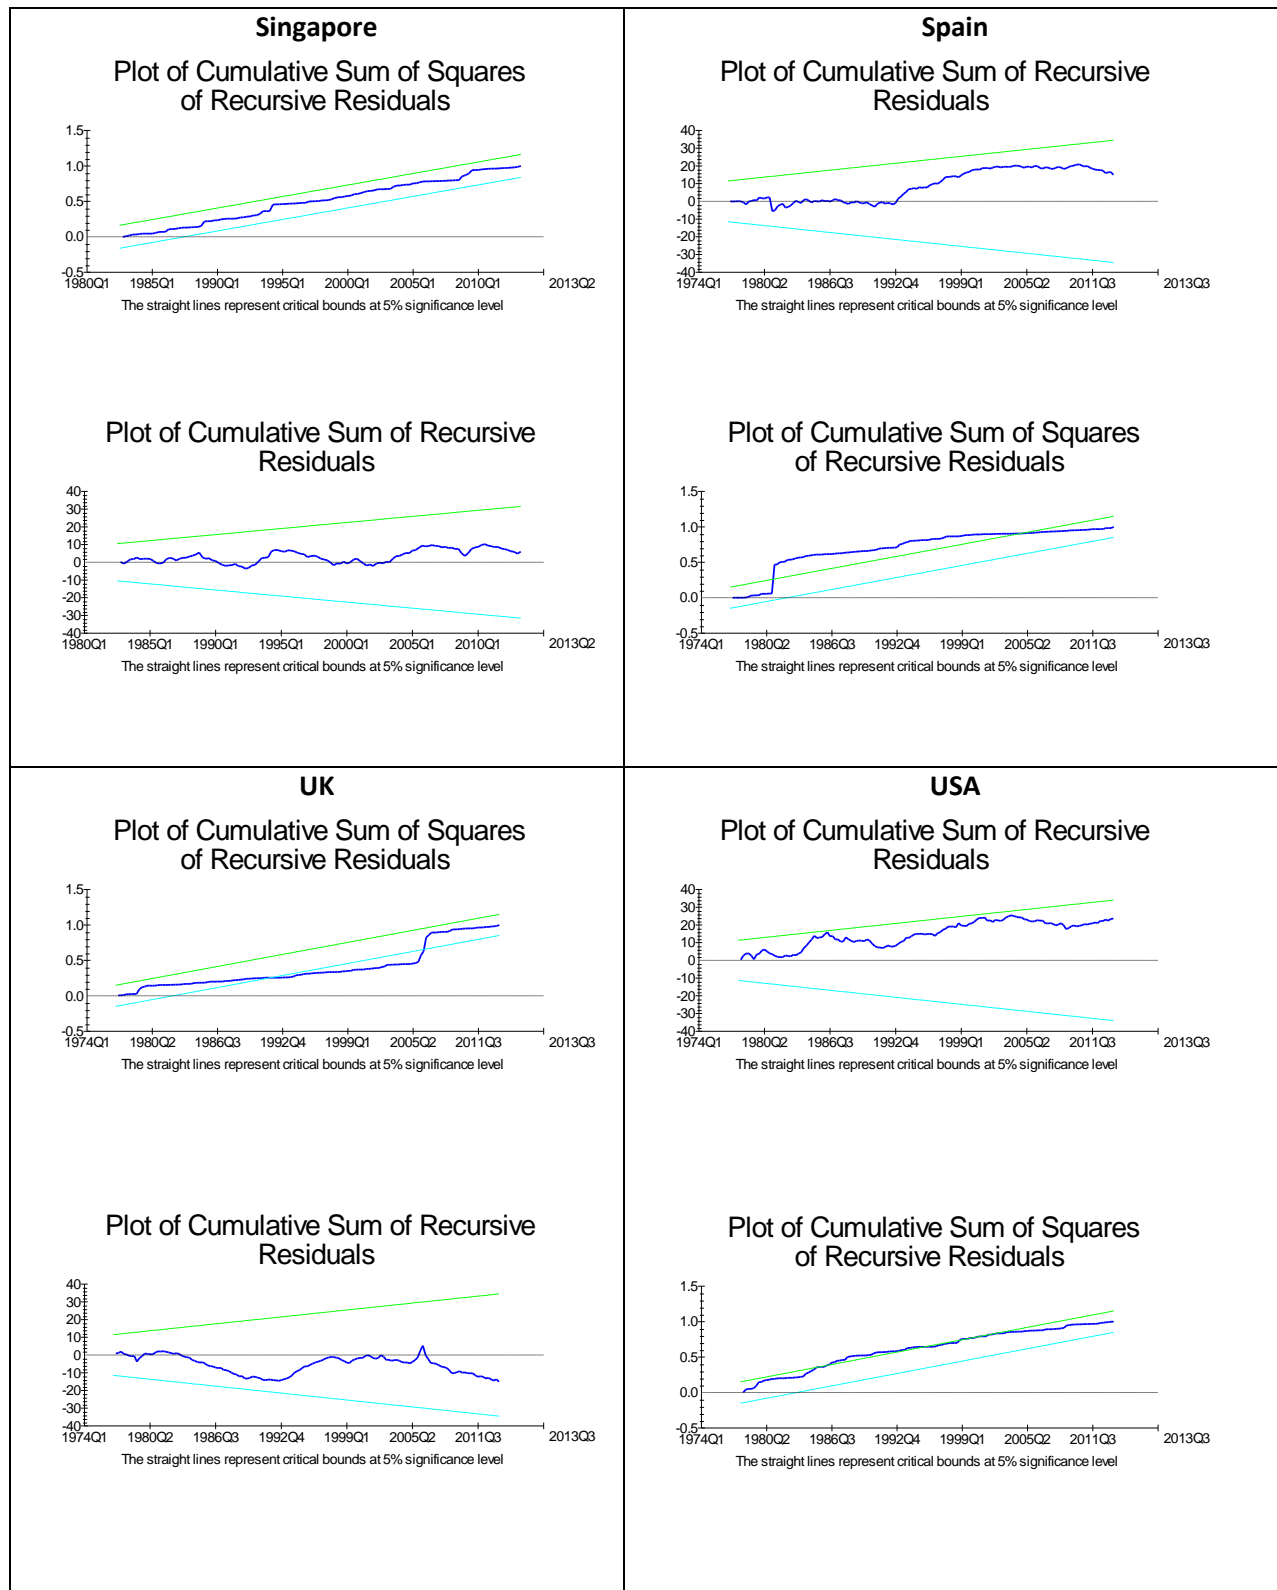 Singapore
Plot of Cumulative Sum of Squares
of Recursive Residuals
1.5
1.0
0.5
0.0
-0.5
1980Q1 1985Q1 1990Q1 1995Q1 2000Q1 2005Q1 2010Q1 2013Q2
The straight lines represent critical bounds at 5% significance level
Plot of Cumulative Sum of Recursive
Residuals
40
30
20
10
0
-10
-20
-30
-40
1980Q1 1985Q1 1990Q1 1995Q1 2000Q1 2005Q1 2010Q1 2013Q2
The straight lines represent critical bounds at 5% significance level
Spain
Plot of Cumulative Sum of Recursive
Residuals
40
30
20
10
0
-10
-20
-30
-40
1974Q1 1980Q2 1986Q3 1992Q4 1999Q1 2005Q2 2011Q3 2013Q3
The straight lines represent critical bounds at 5% significance level
Plot of Cumulative Sum of Squares
of Recursive Residuals
1.5
1.0
0.5
0.0
-0.5
1974Q1 1980Q2 1986Q3 1992Q4 1999Q1 2005Q2 2011Q3 2013Q3
The straight lines represent critical bounds at 5% significance level
UK
Plot of Cumulative Sum of Squares
of Recursive Residuals
1.5
1.0
0.5
0.0
-0.5
1974Q1 1980Q2 1986Q3 1992Q4 1999Q1 2005Q2 2011Q3 2013Q3
The straight lines represent critical bounds at 5% significance level
Plot of Cumulative Sum of Recursive
Residuals
40
30
20
10
0
-10
-20
-30
-40
1974Q1 1980Q2 1986Q3 1992Q4 1999Q1 2005Q2 2011Q3 2013Q3
The straight lines represent critical bounds at 5% significance level
USA
Plot of Cumulative Sum of Recursive
Residuals
40
30
20
10
0
-10
-20
-30
-40
1974Q1 1980Q2 1986Q3 1992Q4 1999Q1 2005Q2 2011Q3 2013Q3
The straight lines represent critical bounds at 5% significance level
Plot of Cumulative Sum of Squares
of Recursive Residuals
1.5
1.0
0.5
0.0
-0.5
1974Q1 1980Q2 1986Q3 1992Q4 1999Q1 2005Q2 2011Q3 2013Q3
The straight lines represent critical bounds at 5% significance level